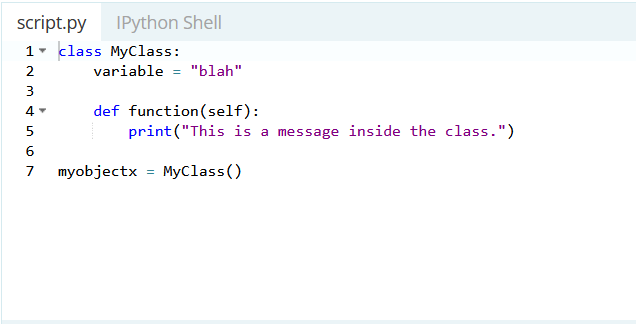 script.py IPython Shell
1 class MyClass:
2     variable = "blah"
3
4     def function(self):
5         print("This is a message inside the class.")
6
7 myobjectx = MyClass()